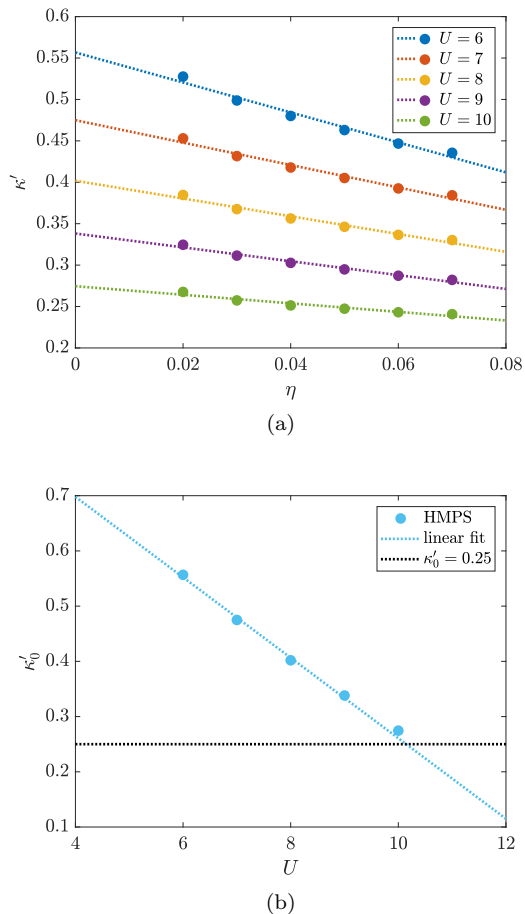 0.6
0.55
0.5
0.45
0.4
0.35
0.3
0.25
0.2
κ′
U = 6
U = 7
U = 8
U = 9
U = 10
0 0.02 0.04 0.06 0.08
η
(a)
0.7
0.6
0.5
0.4
0.3
0.2
0.1
κ′₀
HMPS
linear fit
κ′₀ = 0.25
4 6 8 10 12
U
(b)